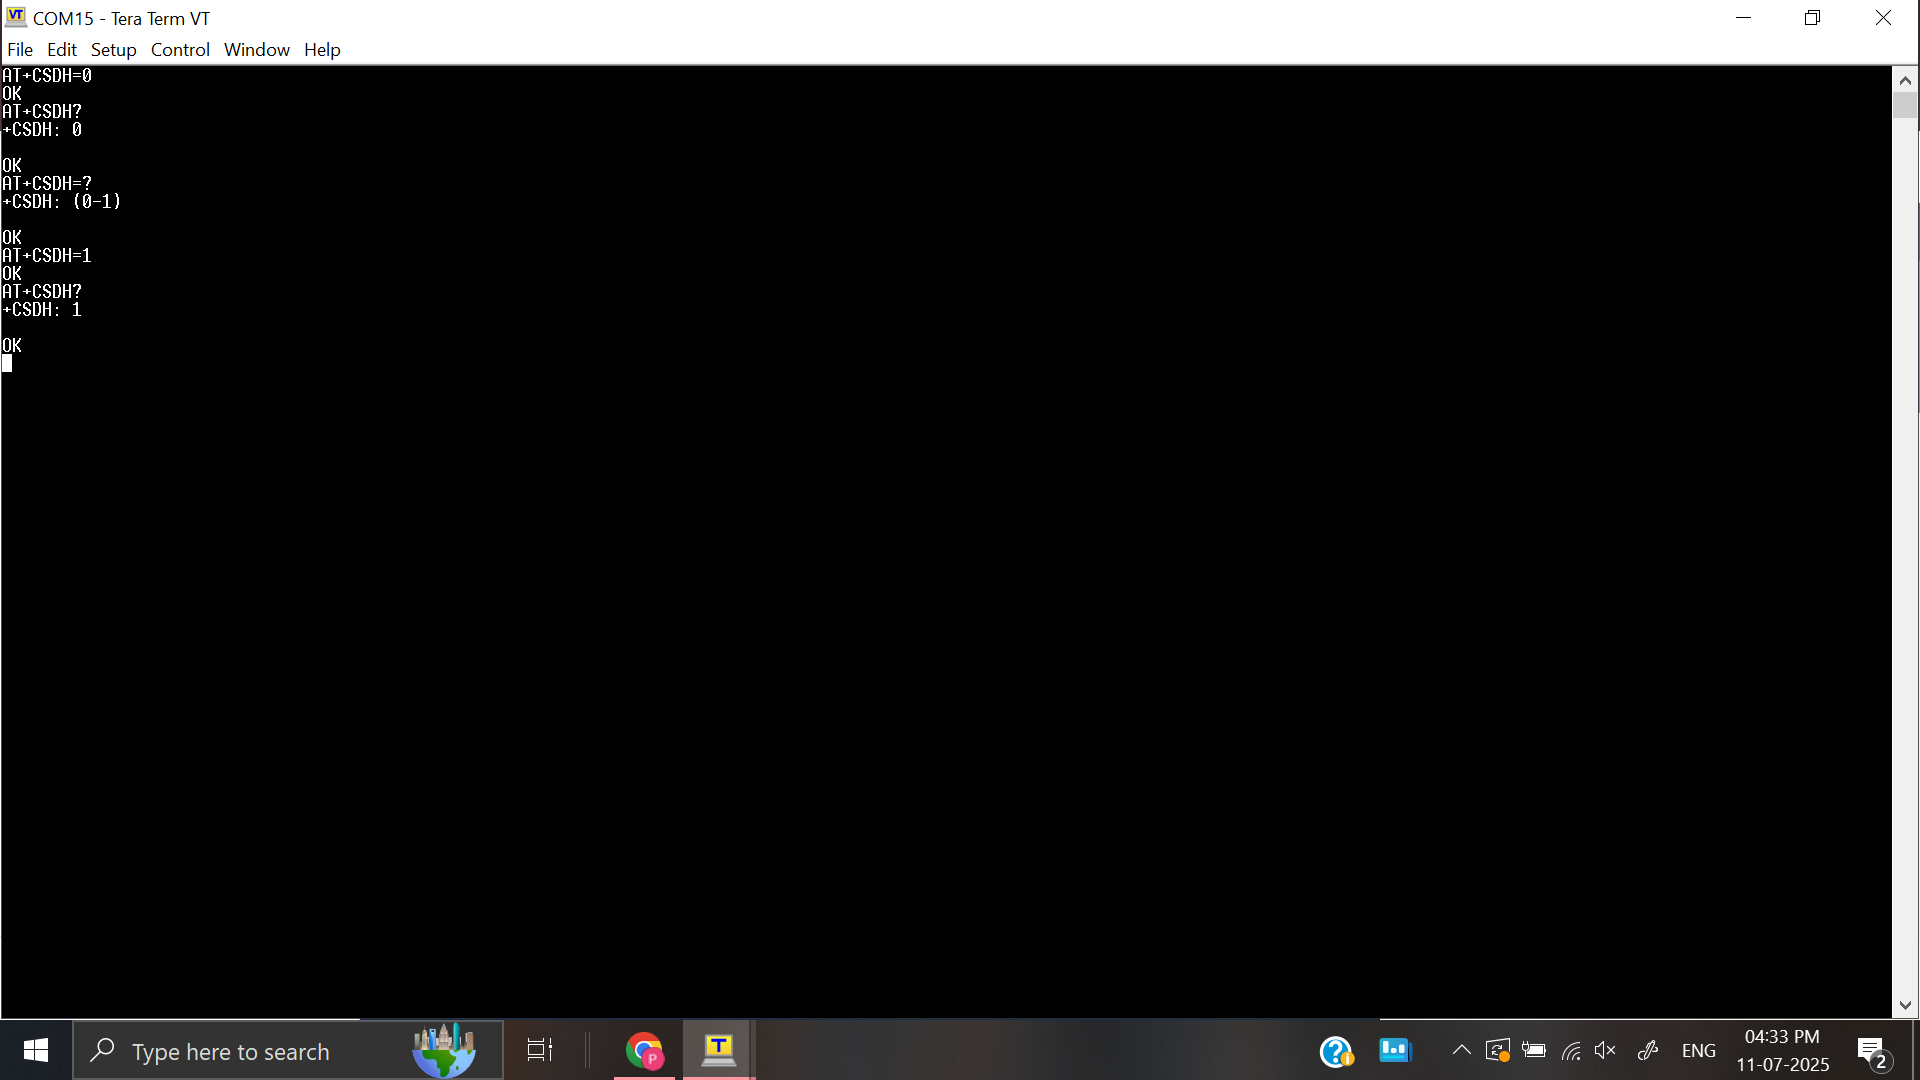 COM15 - Tera Term VT
File Edit Setup Control Window Help
AT+CSDH=0
OK
AT+CSDH?
+CSDH: 0
OK
AT+CSDH=?
+CSDH: (0-1)
OK
AT+CSDH=1
OK
AT+CSDH?
+CSDH: 1
OK
Type here to search
P
T
ENG
04:33 PM
11-07-2025
2